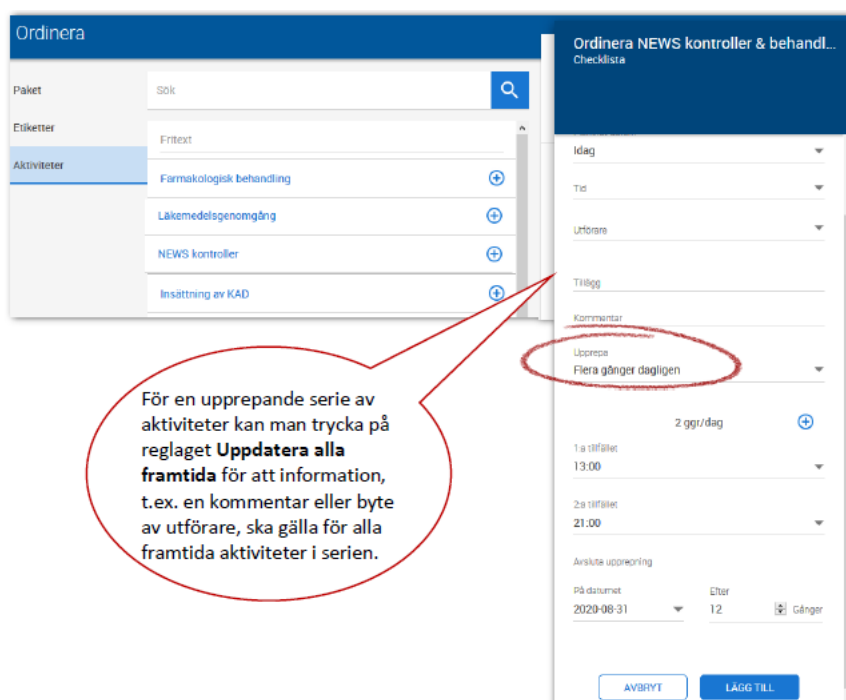 Ordinera
Paket
Etiketter
Aktiviteter
Sök
Fritext
Farmakologisk behandling
Läkemedelsgenomgång
NEWS kontroller
Insättning av KAD
För en upprepande serie av
aktiviteter kan man trycka på
reglaget Uppdatera alla
framtida för att information,
t.ex. en kommentar eller byte
av utförare, ska gälla för alla
framtida aktiviteter i serien.
Ordinera NEWS kontroller & behandl...
Checklista
Idag
Tid
Utförare
Tillägg
Kommentar
Upprepa
Flera gånger dagligen
2 ggr/dag
1:a tillfället
13:00
2:a tillfället
21:00
Avsluta upprepning
På datumet Efter
2020-08-31 12 Gånger
AVBRYT LÄGG TILL